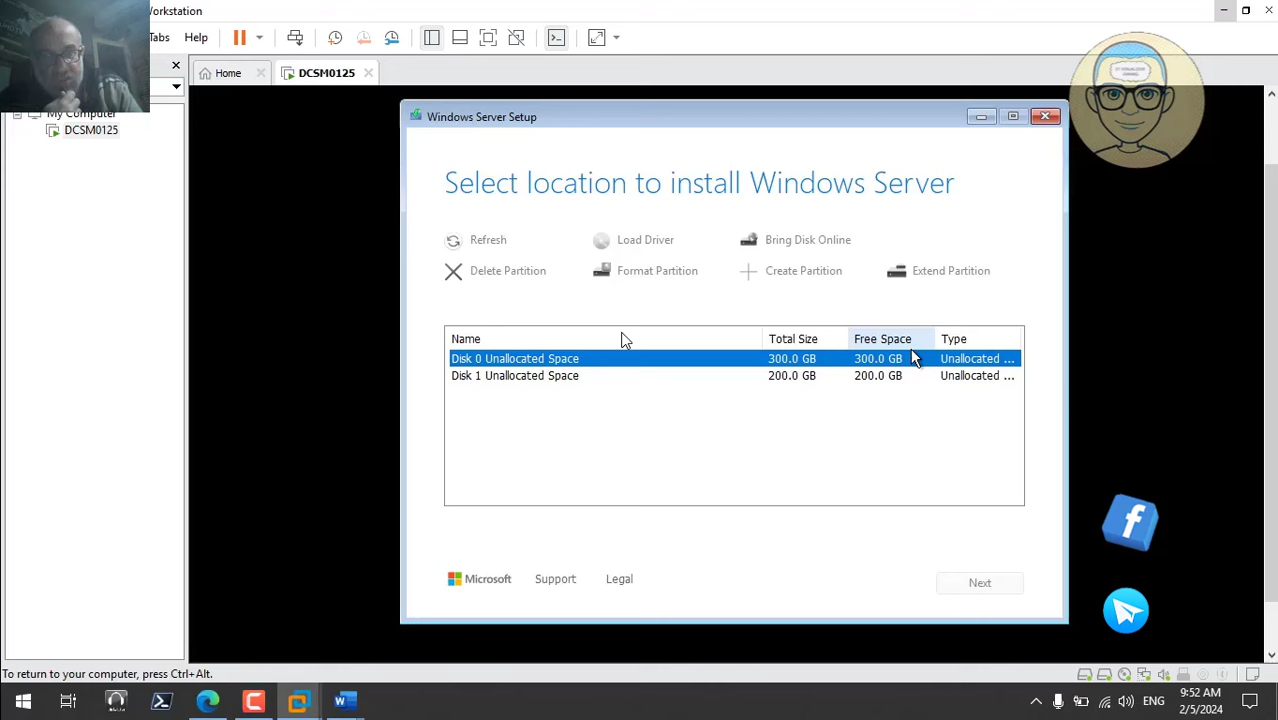 Workstation
Tabs Help
Home
DCSM0125
My Computer
DCSM0125
Windows Server Setup
Select location to install Windows Server
Refresh
Load Driver
Bring Disk Online
Delete Partition
Format Partition
Create Partition
Extend Partition
Name Total Size Free Space Type
Disk 0 Unallocated Space 300.0 GB 300.0 GB Unallocated ...
Disk 1 Unallocated Space 200.0 GB 200.0 GB Unallocated ...
Microsoft Support Legal
Next
To return to your computer, press Ctrl+Alt.
ENG
9:52 AM
2/5/2024